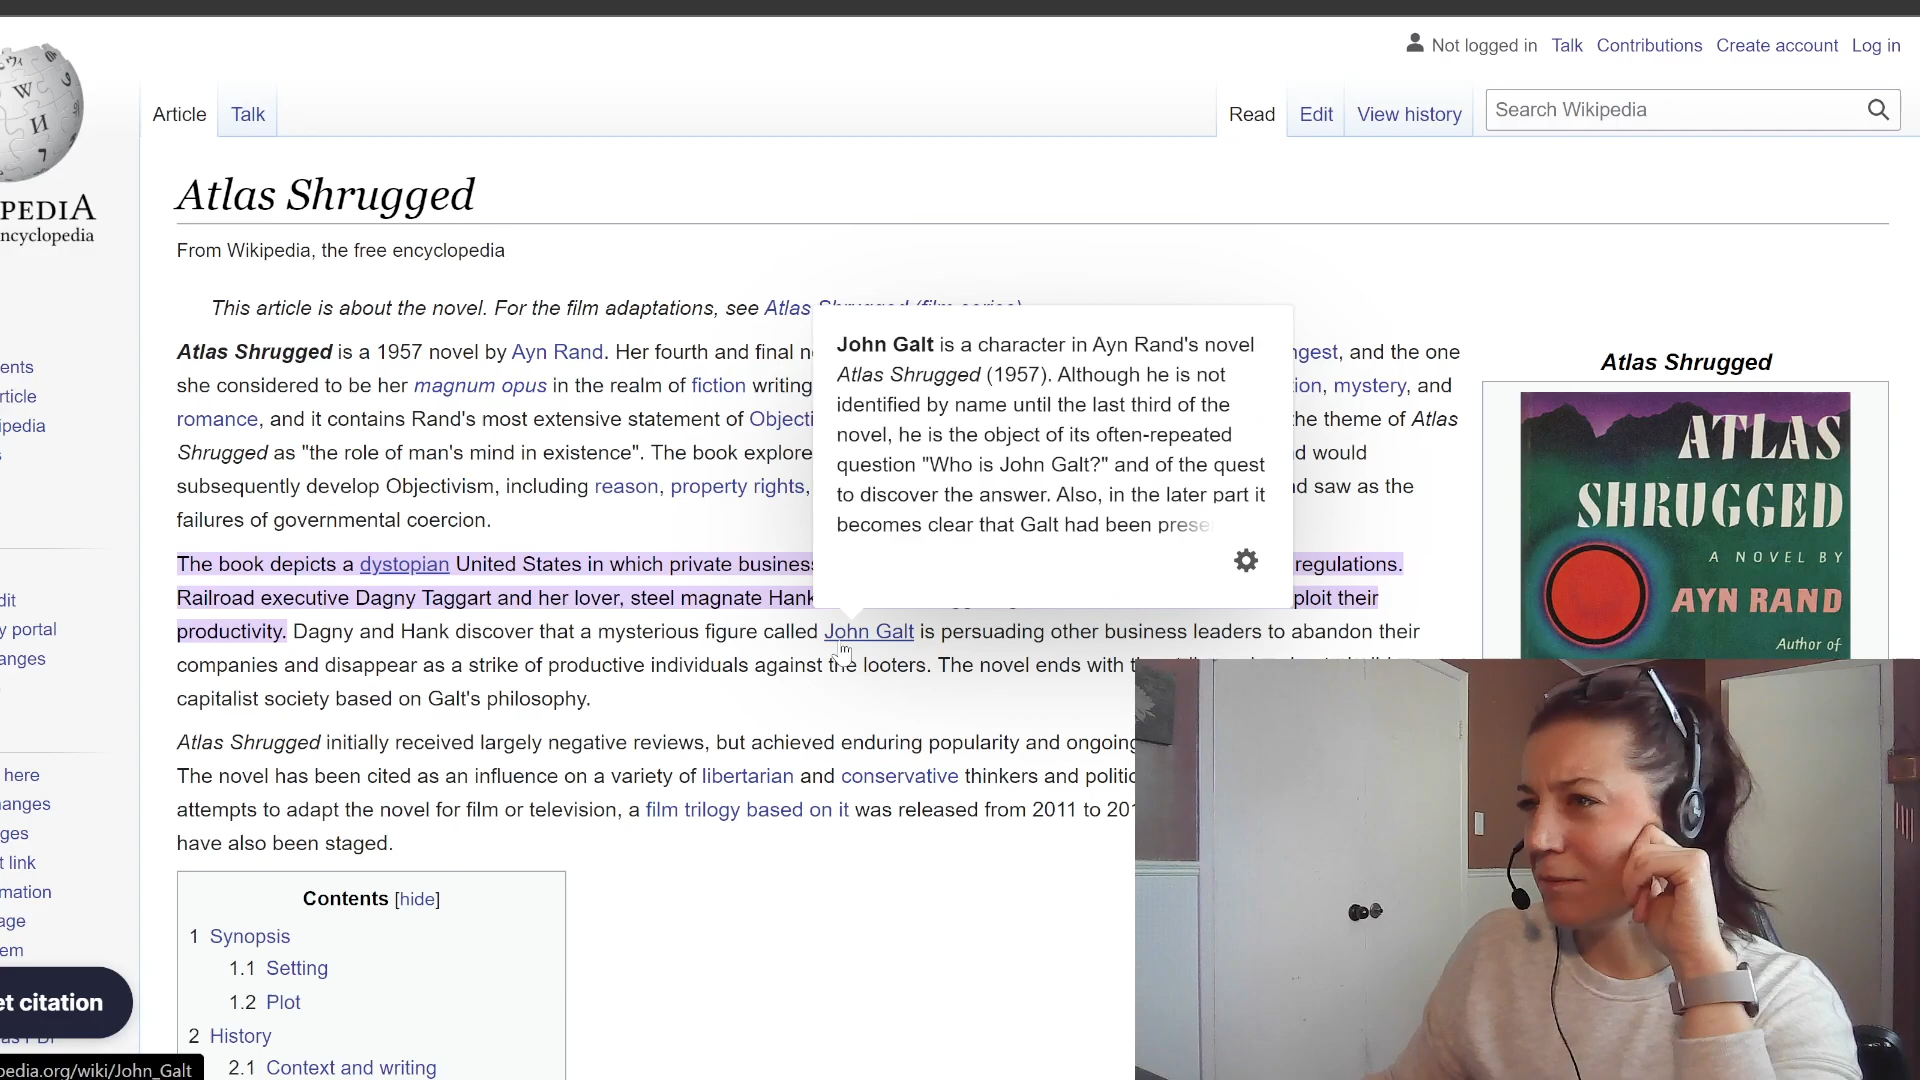 Not logged in Talk Contributions Create account Log in
Article Talk Read Edit View history Search Wikipedia
W
И
PEDIA
ncyclopedia
Atlas Shrugged
From Wikipedia, the free encyclopedia
This article is about the novel. For the film adaptations, see Atlas Shrugged (film series)
Atlas Shrugged is a 1957 novel by Ayn Rand. Her fourth and final n
ngest, and the one
she considered to be her magnum opus in the realm of fiction writing
ion, mystery, and
romance, and it contains Rand's most extensive statement of Objecti
he theme of Atlas
Shrugged as "the role of man's mind in existence". The book explore
d would
subsequently develop Objectivism, including reason, property rights,
d saw as the
failures of governmental coercion.
John Galt is a character in Ayn Rand's novel
Atlas Shrugged (1957). Although he is not
identified by name until the last third of the
novel, he is the object of its often-repeated
question "Who is John Galt?" and of the quest
to discover the answer. Also, in the later part it
becomes clear that Galt had been prese
The book depicts a dystopian United States in which private business
regulations.
Railroad executive Dagny Taggart and her lover, steel magnate Hank
ploit their
productivity. Dagny and Hank discover that a mysterious figure called John Galt is persuading other business leaders to abandon their
companies and disappear as a strike of productive individuals against the looters. The novel ends with
capitalist society based on Galt's philosophy.
Atlas Shrugged initially received largely negative reviews, but achieved enduring popularity and ongoing
The novel has been cited as an influence on a variety of libertarian and conservative thinkers and politic
attempts to adapt the novel for film or television, a film trilogy based on it was released from 2011 to 201
have also been staged.
Contents [hide]
1 Synopsis
1.1 Setting
1.2 Plot
2 History
2.1 Context and writing
Atlas Shrugged
ATLAS
SHRUGGED
A NOVEL BY
AYN RAND
Author of
ents
rticle
ipedia
s
dit
y portal
anges
here
anges
ges
t link
mation
age
em
et citation
pedia.org/wiki/John_Galt